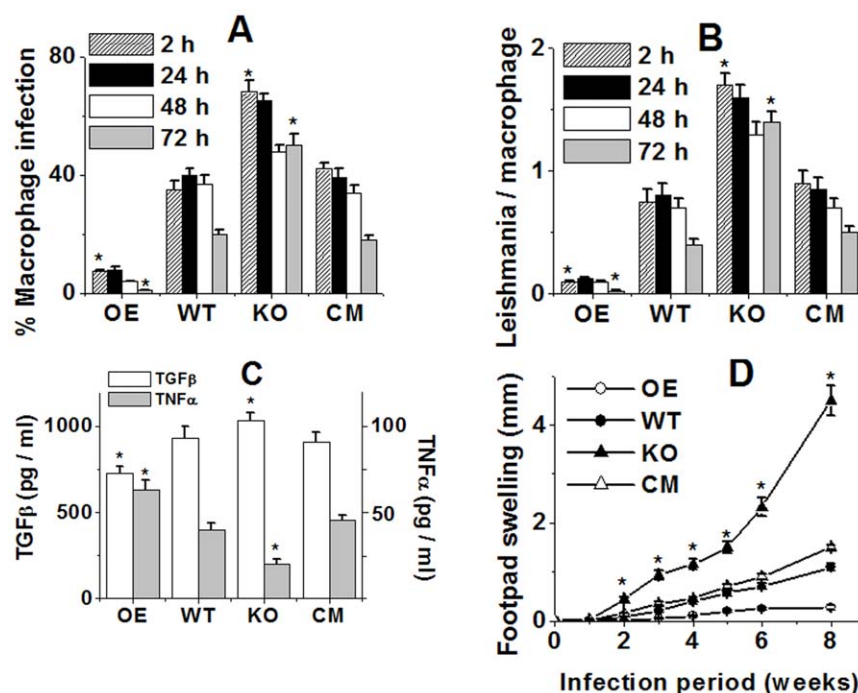 A
2 h
24 h
48 h
72 h
% Macrophage infection
80
40
0
*
*
*
*
OE
WT
KO
CM
B
2 h
24 h
48 h
72 h
Leishmania / macrophage
2
1
0
*
*
*
*
OE
WT
KO
CM
C
TGFβ
TNFα
TGFβ (pg / ml)
1000
500
0
100
50
TNFα (pg / ml)
*
*
*
*
OE
WT
KO
CM
D
OE
WT
KO
CM
Footpad swelling (mm)
4
2
0
*
*
*
*
*
*
0
2
4
6
8
Infection period (weeks)